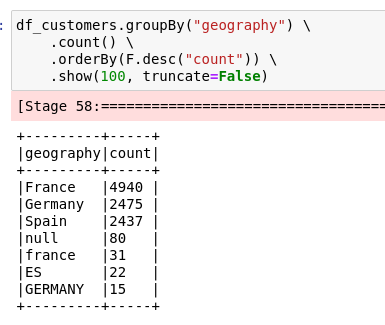 : df_customers.groupBy("geography") \
    .count() \
    .orderBy(F.desc("count")) \
    .show(100, truncate=False)
[Stage 58:==================================
+---------+-----+
|geography|count|
+---------+-----+
|France   |4940 |
|Germany  |2475 |
|Spain    |2437 |
|null     |80   |
|france   |31   |
|ES       |22   |
|GERMANY  |15   |
+---------+-----+